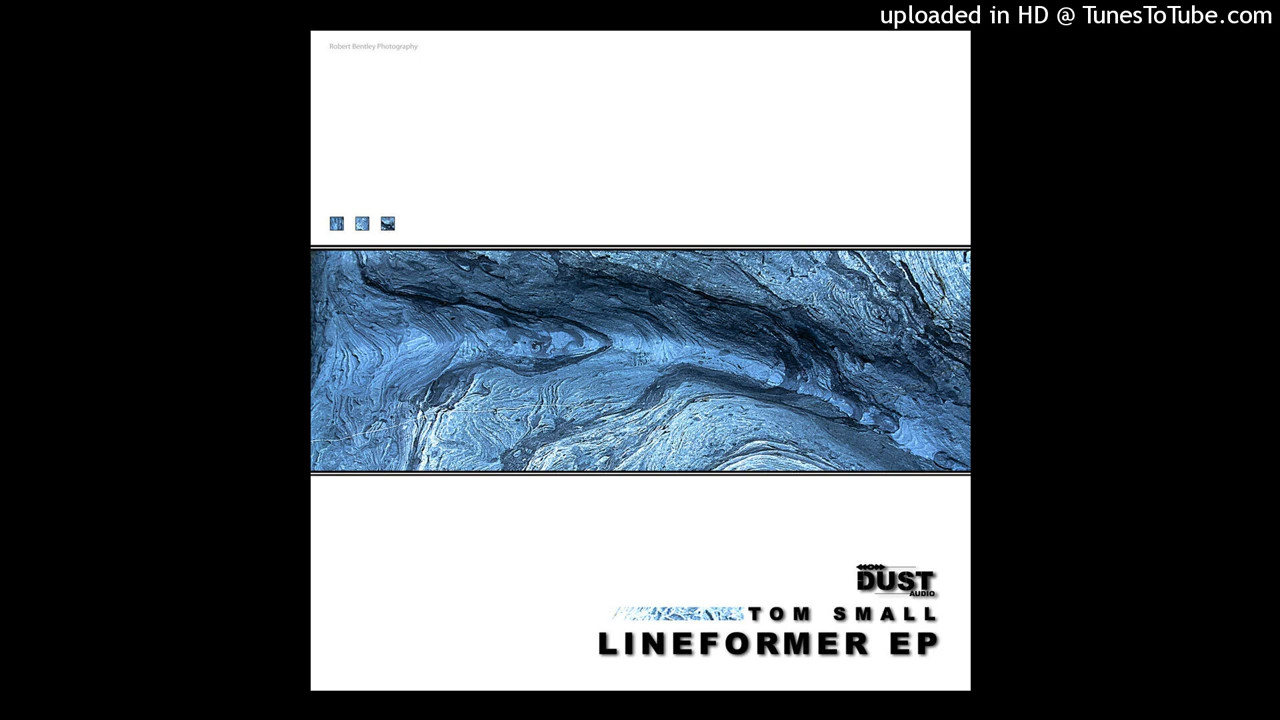 uploaded in HD @ TunesToTube.com
Robert Bentley Photography
DUST
AUDIO
TOM SMALL
LINEFORMER EP